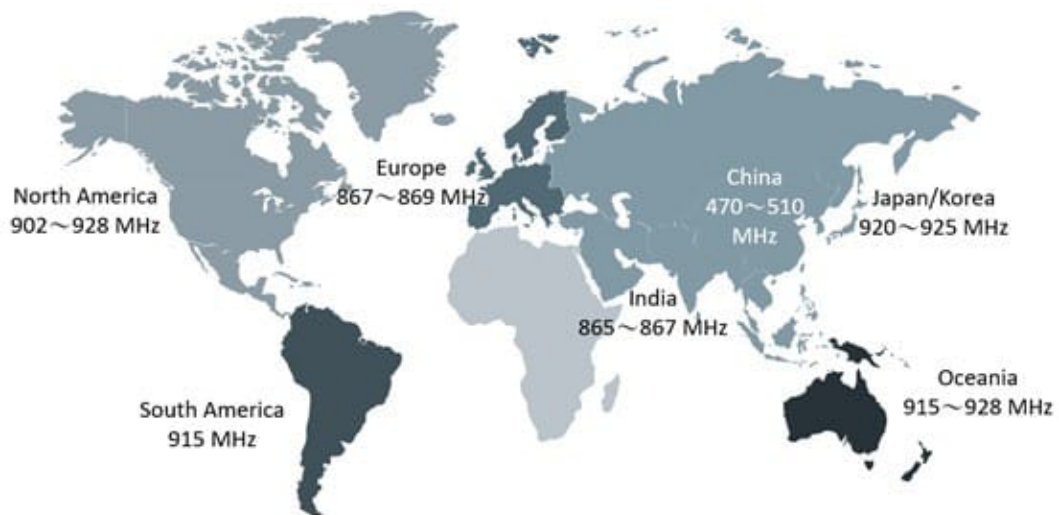 Europe
867～869 MHz
North America
902～928 MHz
China
470～510
MHz
Japan/Korea
920～925 MHz
India
865～867 MHz
South America
915 MHz
Oceania
915～928 MHz